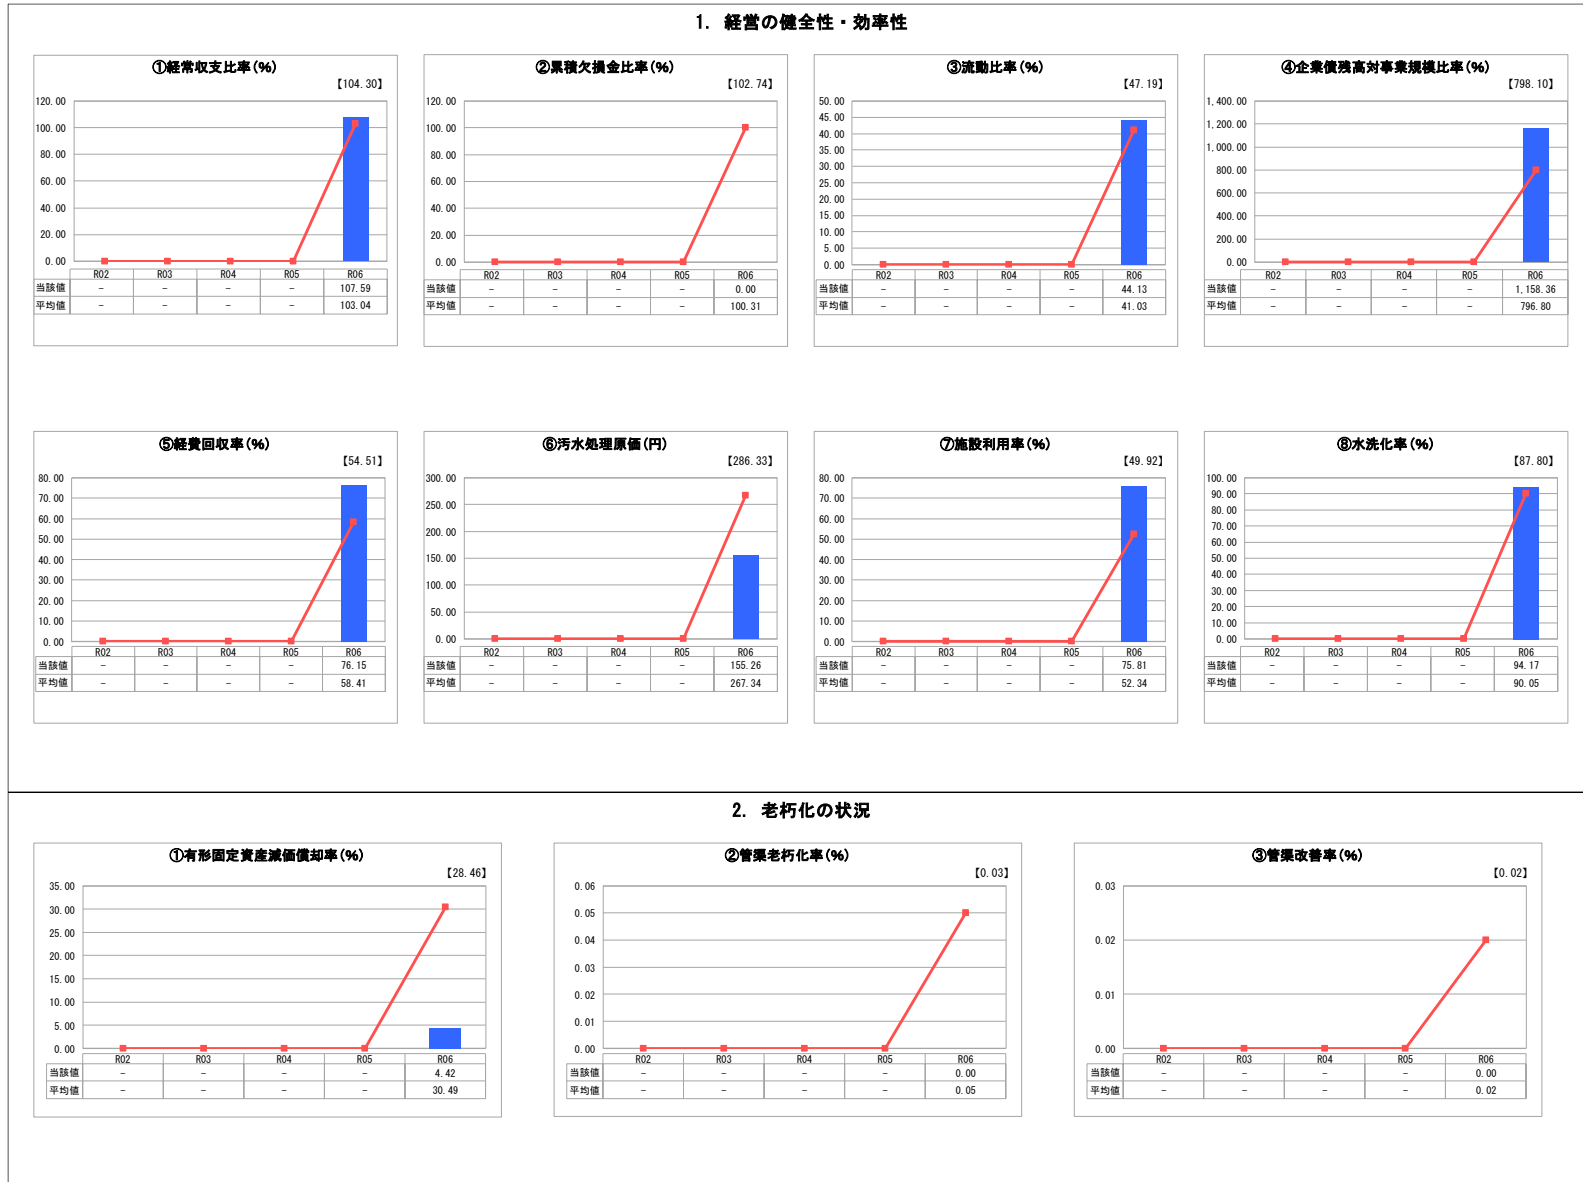 1. 経営の健全性・効率性
①経常収支比率(%)
【104.30】
120.00
100.00
80.00
60.00
40.00
20.00
0.00
R02 R03 R04 R05 R06
当該値 - - - - 107.59
平均値 - - - - 103.04
②累積欠損金比率(%)
【102.74】
120.00
100.00
80.00
60.00
40.00
20.00
0.00
R02 R03 R04 R05 R06
当該値 - - - - 0.00
平均値 - - - - 100.31
③流動比率(%)
【47.19】
50.00
45.00
40.00
35.00
30.00
25.00
20.00
15.00
10.00
5.00
0.00
R02 R03 R04 R05 R06
当該値 - - - - 44.13
平均値 - - - - 41.03
④企業債残高対事業規模比率(%)
【798.10】
1,400.00
1,200.00
1,000.00
800.00
600.00
400.00
200.00
0.00
R02 R03 R04 R05 R06
当該値 - - - - 1,158.36
平均値 - - - - 796.80
⑤経費回収率(%)
【54.51】
80.00
70.00
60.00
50.00
40.00
30.00
20.00
10.00
0.00
R02 R03 R04 R05 R06
当該値 - - - - 76.15
平均値 - - - - 58.41
⑥汚水処理原価(円)
【286.33】
300.00
250.00
200.00
150.00
100.00
50.00
0.00
R02 R03 R04 R05 R06
当該値 - - - - 155.26
平均値 - - - - 267.34
⑦施設利用率(%)
【49.92】
80.00
70.00
60.00
50.00
40.00
30.00
20.00
10.00
0.00
R02 R03 R04 R05 R06
当該値 - - - - 75.81
平均値 - - - - 52.34
⑧水洗化率(%)
【87.80】
100.00
90.00
80.00
70.00
60.00
50.00
40.00
30.00
20.00
10.00
0.00
R02 R03 R04 R05 R06
当該値 - - - - 94.17
平均値 - - - - 90.05
2. 老朽化の状況
①有形固定資産減価償却率(%)
【28.46】
35.00
30.00
25.00
20.00
15.00
10.00
5.00
0.00
R02 R03 R04 R05 R06
当該値 - - - - 4.42
平均値 - - - - 30.49
②管渠老朽化率(%)
【0.03】
0.06
0.05
0.04
0.03
0.02
0.01
0.00
R02 R03 R04 R05 R06
当該値 - - - - 0.00
平均値 - - - - 0.05
③管渠改善率(%)
【0.02】
0.03
0.02
0.01
0.00
R02 R03 R04 R05 R06
当該値 - - - - 0.00
平均値 - - - - 0.02